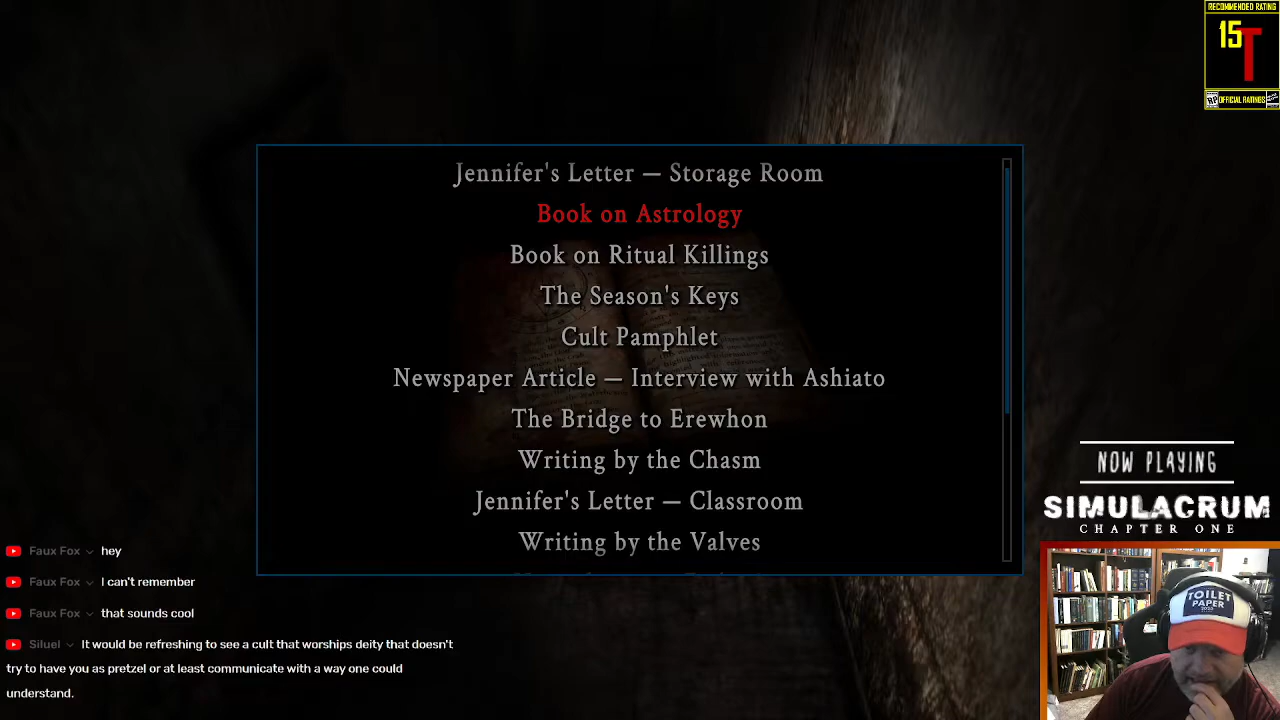 RECOMMENDED RATING
15
T
RP
OFFICIAL RATINGS
Jennifer's Letter — Storage Room
Book on Astrology
Book on Ritual Killings
The Season's Keys
Cult Pamphlet
Newspaper Article — Interview with Ashiato
The Bridge to Erewhon
Writing by the Chasm
Jennifer's Letter — Classroom
Writing by the Valves
NOW PLAYING
SIMULACRUM
CHAPTER ONE
Faux Fox hey
Faux Fox I can't remember
Faux Fox that sounds cool
Siluel It would be refreshing to see a cult that worships deity that doesn't
try to have you as pretzel or at least communicate with a way one could
understand.
TOILET
PAPER